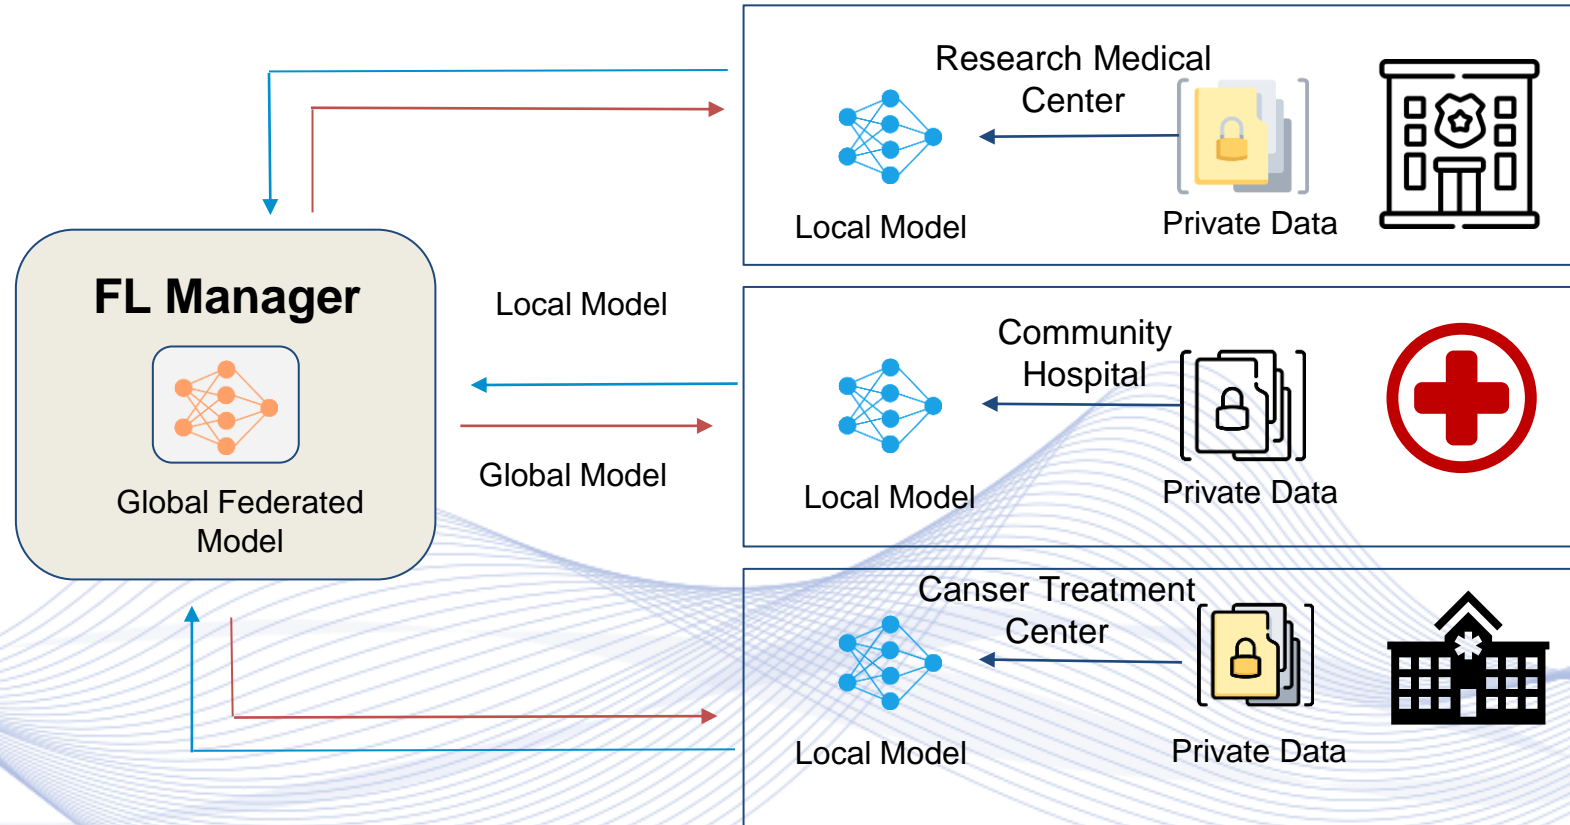 Research Medical
Center
Local Model
Private Data
FL Manager
Global Federated
Model
Local Model
Global Model
Community
Hospital
Local Model
Private Data
Canser Treatment
Center
Local Model
Private Data